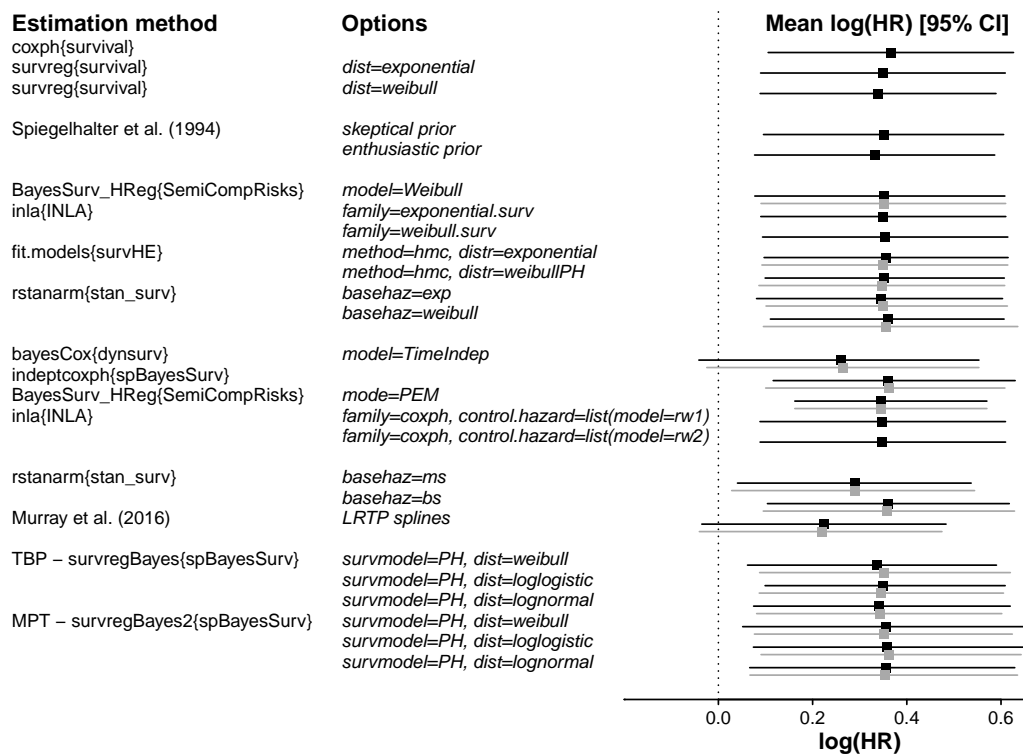 Estimation method Options Mean log(HR) [95% CI]
coxph{survival}
survreg{survival} dist=exponential
survreg{survival} dist=weibull
Spiegelhalter et al. (1994) skeptical prior
enthusiastic prior
BayesSurv_HReg{SemiCompRisks} model=Weibull
inla{INLA} family=exponential.surv
family=weibull.surv
fit.models{survHE} method=hmc, distr=exponential
method=hmc, distr=weibullPH
rstanarm{stan_surv} basehaz=exp
basehaz=weibull
bayesCox{dynsurv} model=TimeIndep
indeptcoxph{spBayesSurv}
BayesSurv_HReg{SemiCompRisks} mode=PEM
inla{INLA} family=coxph, control.hazard=list(model=rw1)
family=coxph, control.hazard=list(model=rw2)
rstanarm{stan_surv} basehaz=ms
basehaz=bs
Murray et al. (2016) LRTP splines
TBP − survregBayes{spBayesSurv} survmodel=PH, dist=weibull
survmodel=PH, dist=loglogistic
survmodel=PH, dist=lognormal
MPT − survregBayes2{spBayesSurv} survmodel=PH, dist=weibull
survmodel=PH, dist=loglogistic
survmodel=PH, dist=lognormal
0.0 0.2 0.4 0.6
log(HR)